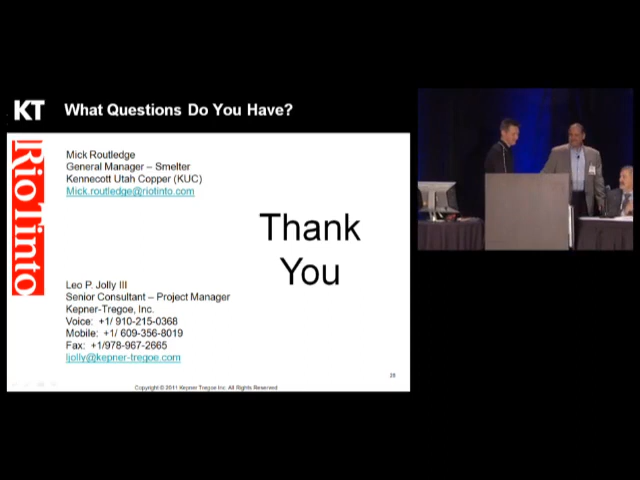 KT
What Questions Do You Have?
Rio Tinto
Mick Routledge
General Manager – Smelter
Kennecott Utah Copper (KUC)
Mick.routledge@riotinto.com
Thank
You
Leo P. Jolly III
Senior Consultant – Project Manager
Kepner-Tregoe, Inc.
Voice: +1/ 910-215-0368
Mobile: +1/ 609-356-8019
Fax: +1/978-967-2665
ljolly@kepner-tregoe.com
28
Copyright © 2011 Kepner Tregoe Inc. All Rights Reserved